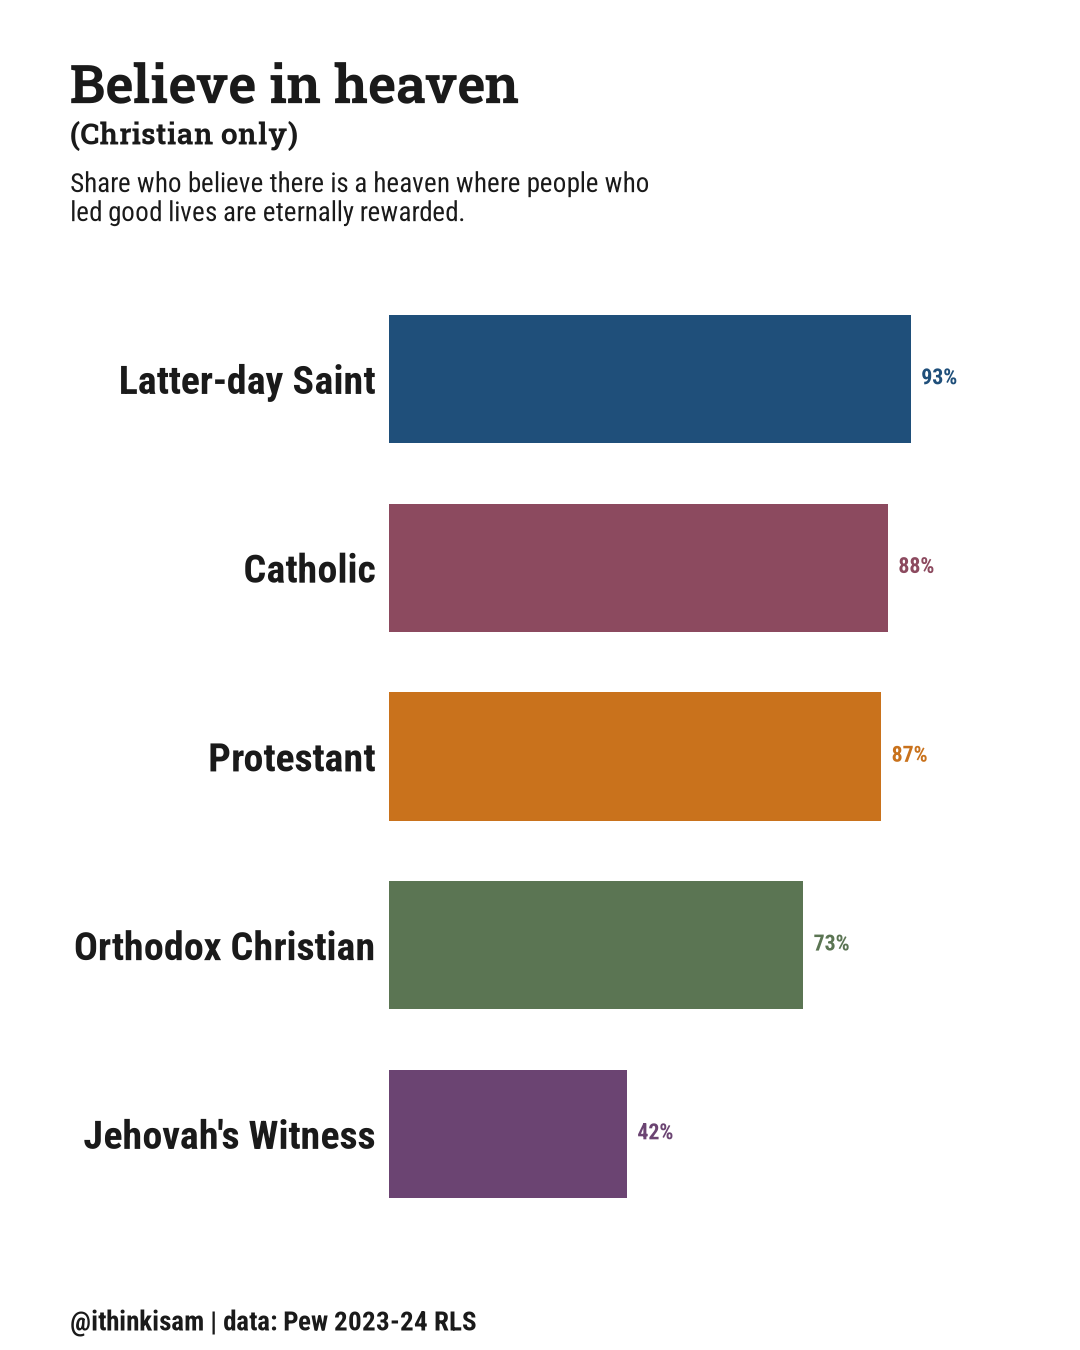 Believe in heaven
(Christian only)
Share who believe there is a heaven where people who
led good lives are eternally rewarded.
Latter-day Saint
93%
Catholic
88%
Protestant
87%
Orthodox Christian
73%
Jehovah's Witness
42%
@ithinkisam | data: Pew 2023-24 RLS